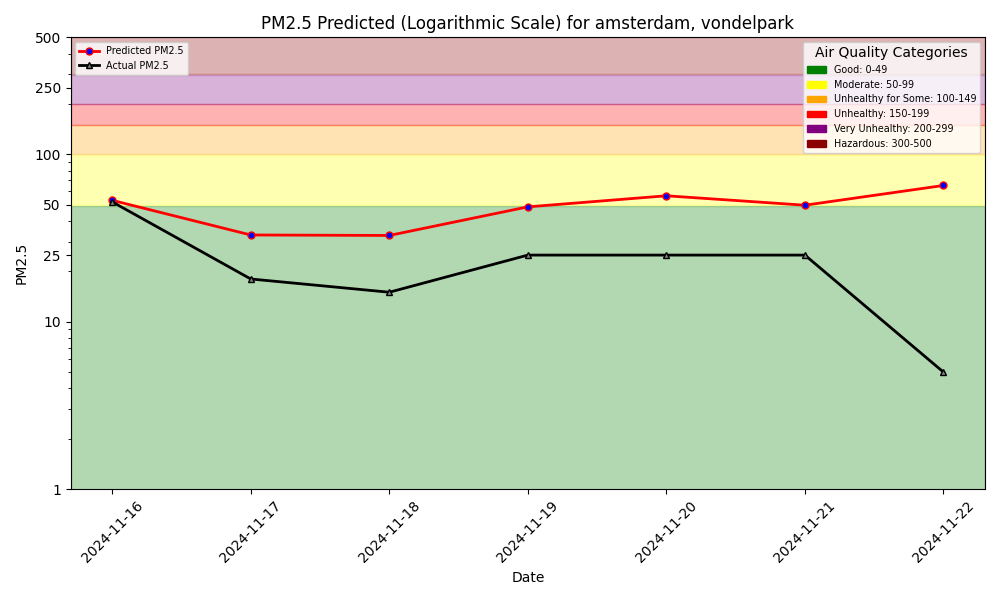 PM2.5 Predicted (Logarithmic Scale) for amsterdam, vondelpark
Predicted PM2.5
Actual PM2.5
Air Quality Categories
Good: 0-49
Moderate: 50-99
Unhealthy for Some: 100-149
Unhealthy: 150-199
Very Unhealthy: 200-299
Hazardous: 300-500
500
250
100
50
25
10
1
PM2.5
2024-11-16
2024-11-17
2024-11-18
2024-11-19
2024-11-20
2024-11-21
2024-11-22
Date